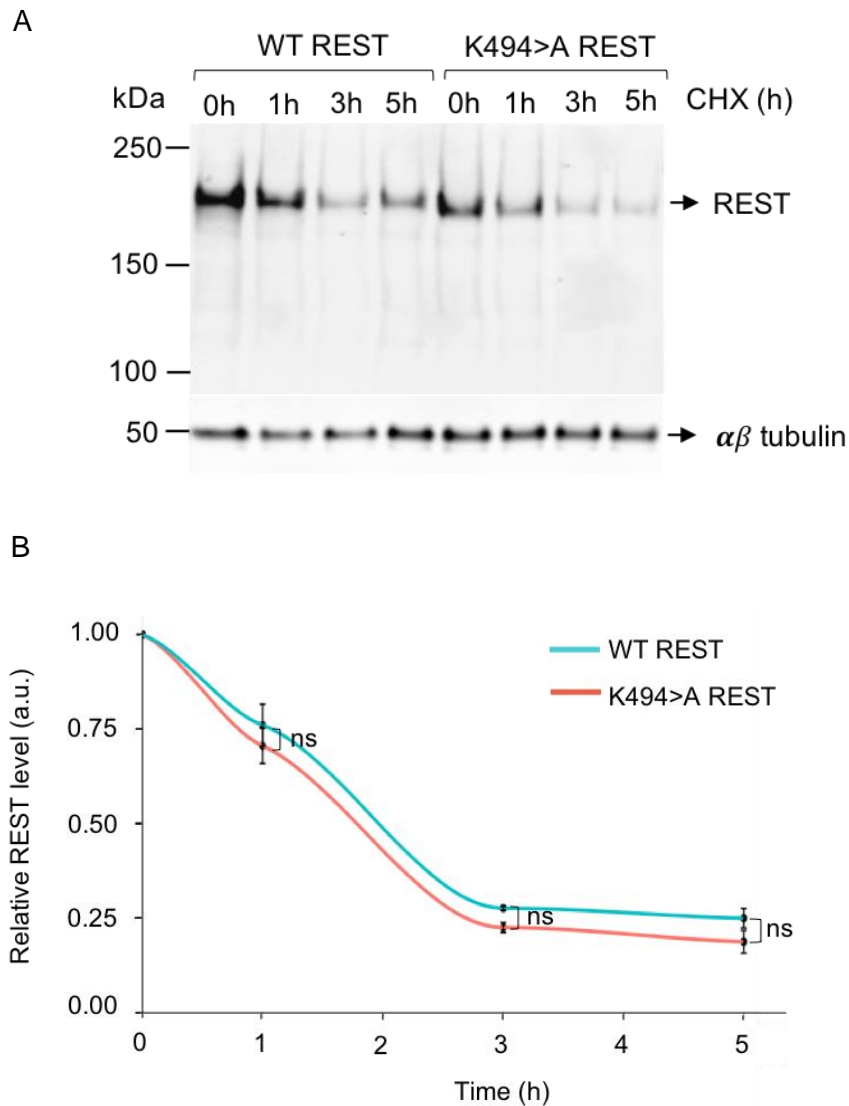 A
WT REST K494>A REST
kDa 0h 1h 3h 5h 0h 1h 3h 5h CHX (h)
250
REST
150
100
50 αβ tubulin
B
1.00
WT REST
K494>A REST
0.75
ns
0.50
0.25
ns
ns
0.00
0 1 2 3 4 5
Relative REST level (a.u.)
Time (h)